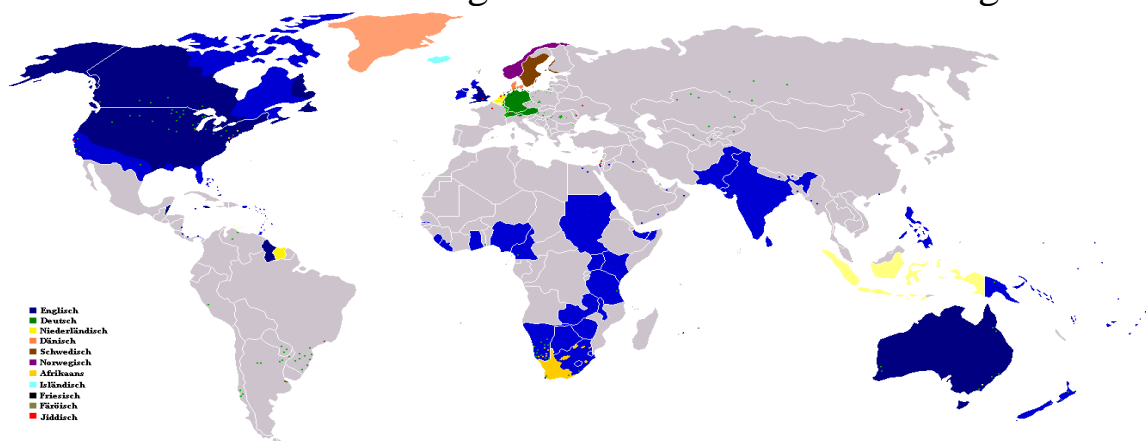 Englisch
Deutsch
Niederländisch
Dänisch
Schwedisch
Norwegisch
Afrikaans
Isländisch
Friesisch
Färöisch
Jiddisch